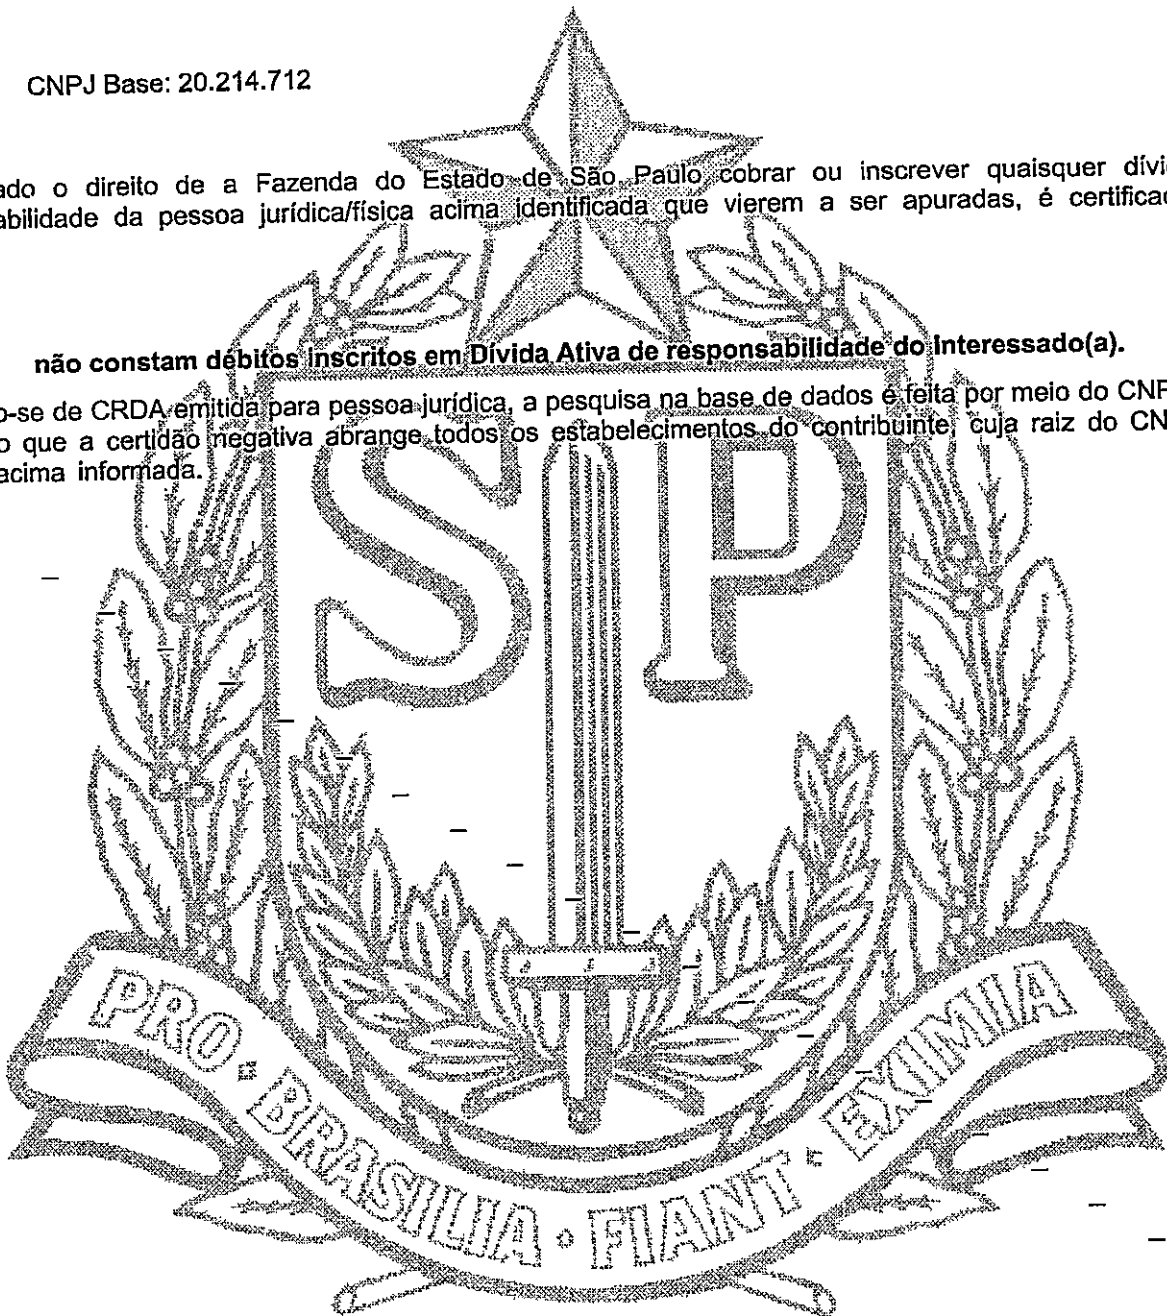 CNPJ Base: 20.214.712
ado o direito de a Fazenda do Estado de São Paulo cobrar ou inscrever quaisquer dívi
abilidade da pessoa jurídica/física acima identificada que vierem a ser apuradas, é certificad
não constam débitos inscritos em Dívida Ativa de responsabilidade do Interessado(a).
o-se de CRDA emitida para pessoa jurídica, a pesquisa na base de dados é feita por meio do CNP
o que a certidão negativa abrange todos os estabelecimentos do contribuinte, cuja raiz do CN
acima informada.
SP
PRO BRASILIA FIANT EXIMIA